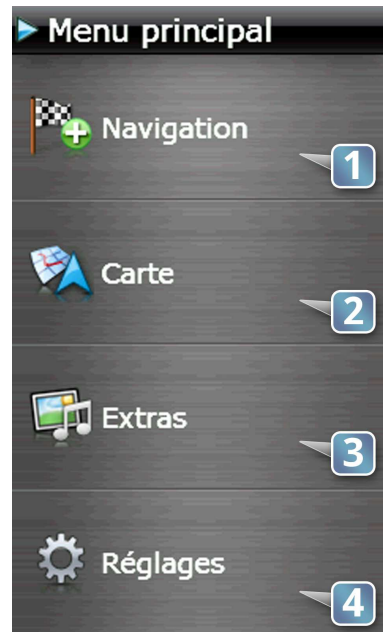 Menu principal
Navigation
1
Carte
2
Extras
3
Réglages
4